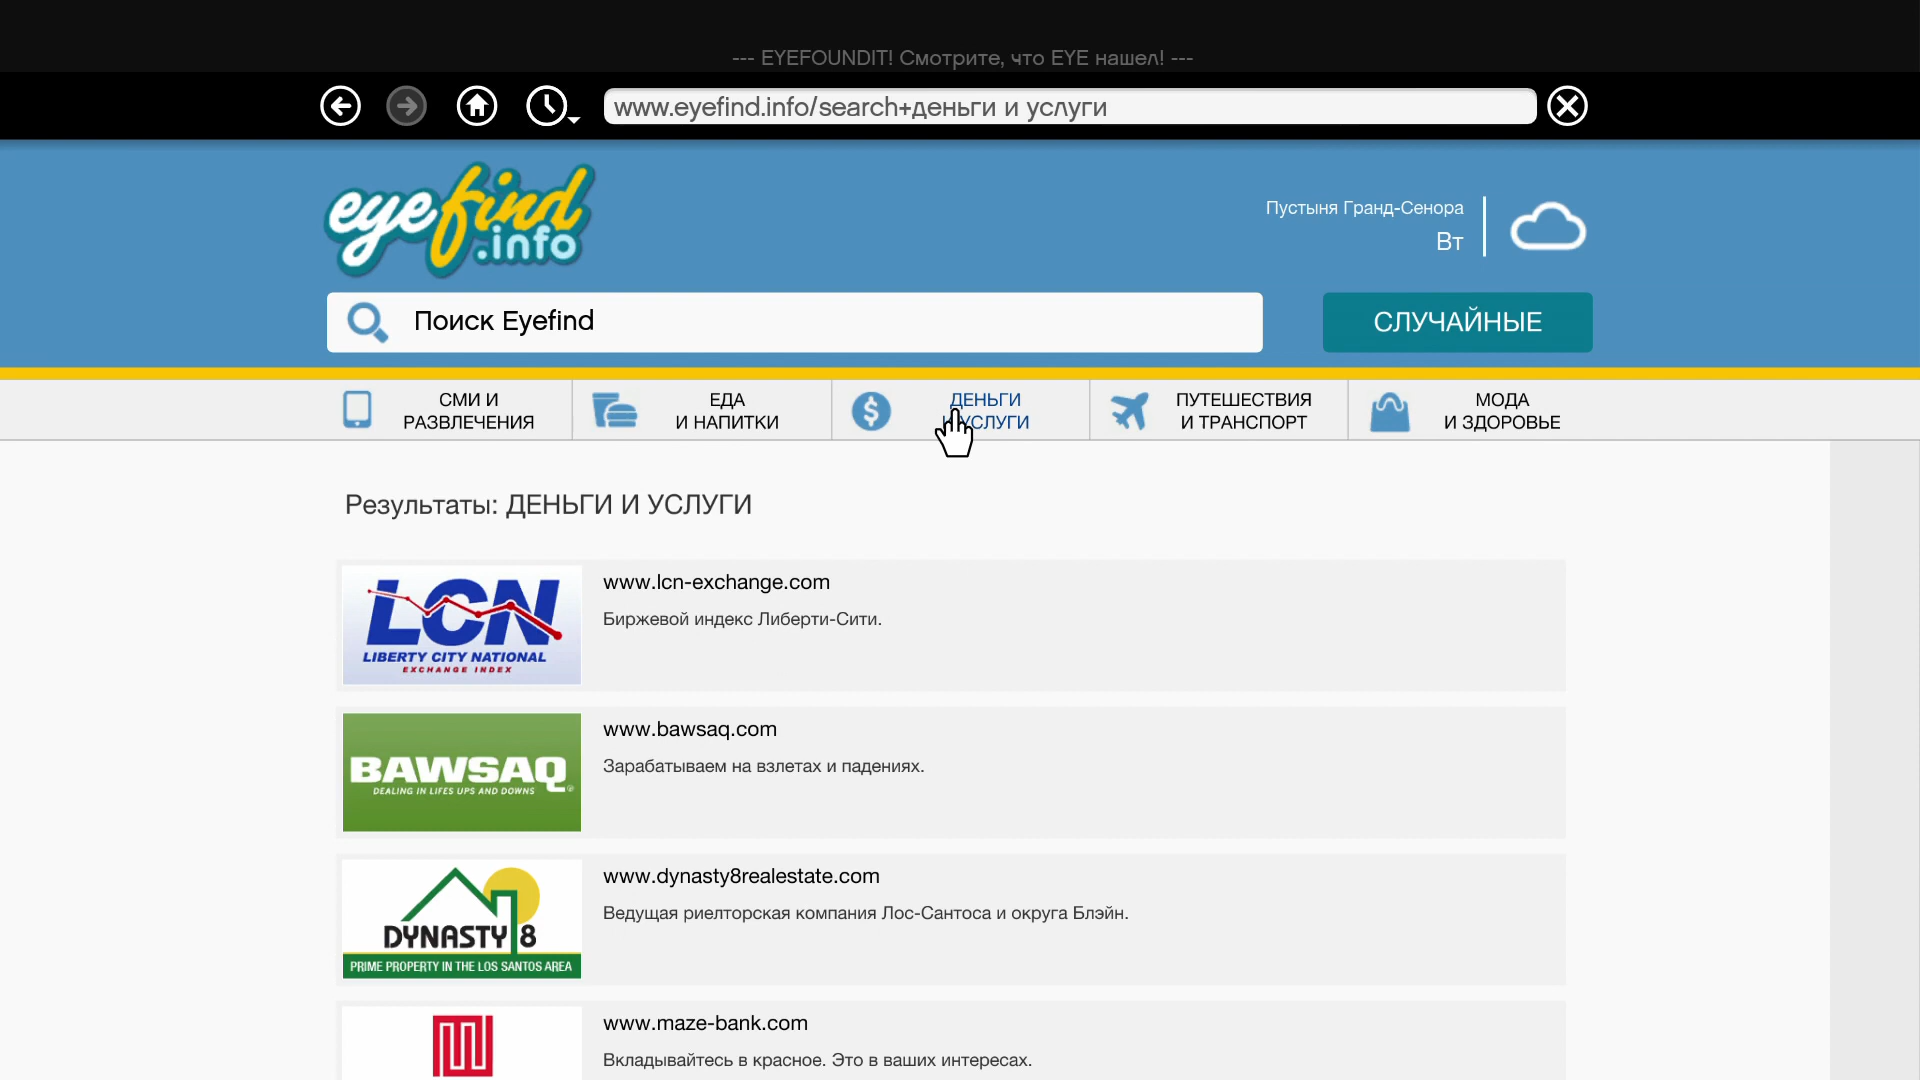 --- EYEFOUNDIT! Смотрите, что EYE нашел! ---
www.eyefind.info/search+деньги и услуги
eyefind
.info
Пустыня Гранд-Сенора
Вт
Поиск Eyefind
СЛУЧАЙНЫЕ
СМИ И
РАЗВЛЕЧЕНИЯ
ЕДА
И НАПИТКИ
ДЕНЬГИ
И УСЛУГИ
ПУТЕШЕСТВИЯ
И ТРАНСПОРТ
МОДА
И ЗДОРОВЬЕ
Результаты: ДЕНЬГИ И УСЛУГИ
LCN
LIBERTY CITY NATIONAL
EXCHANGE INDEX
www.lcn-exchange.com
Биржевой индекс Либерти-Сити.
BAWSAQ
DEALING IN LIFES UPS AND DOWNS
www.bawsaq.com
Зарабатываем на взлетах и падениях.
DYNASTY 8
PRIME PROPERTY IN THE LOS SANTOS AREA
www.dynasty8realestate.com
Ведущая риелторская компания Лос-Сантоса и округа Блэйн.
www.maze-bank.com
Вкладывайтесь в красное. Это в ваших интересах.